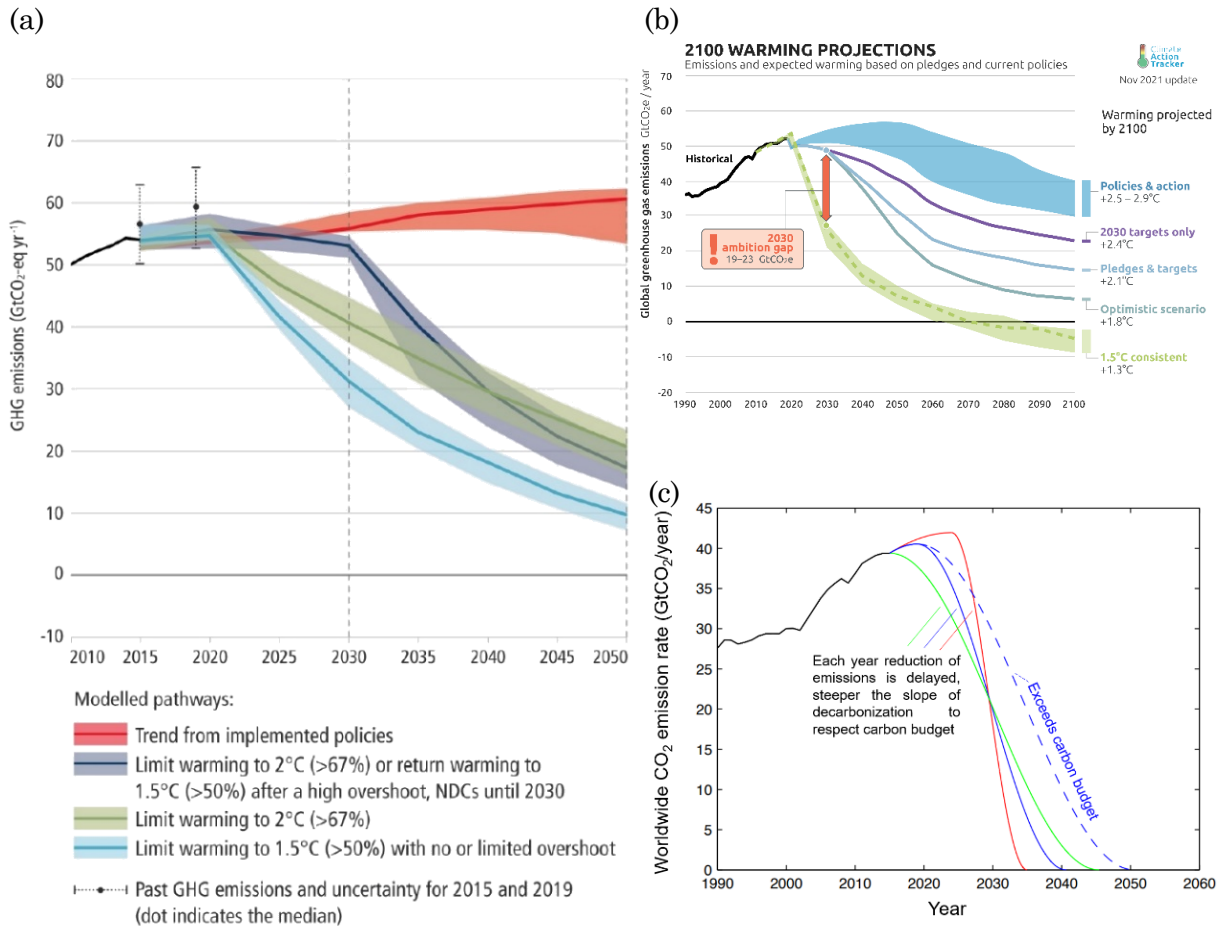 (a)
80
70
60
50
40
30
20
10
0
-10
GHG emissions (GtCO₂-eq yr⁻¹)
2010 2015 2020 2025 2030 2035 2040 2045 2050
Modelled pathways:
Trend from implemented policies
Limit warming to 2°C (>67%) or return warming to
1.5°C (>50%) after a high overshoot, NDCs until 2030
Limit warming to 2°C (>67%)
Limit warming to 1.5°C (>50%) with no or limited overshoot
Past GHG emissions and uncertainty for 2015 and 2019
(dot indicates the median)
(b)
2100 WARMING PROJECTIONS
Emissions and expected warming based on pledges and current policies
Climate
Action
Tracker
Nov 2021 update
Global greenhouse gas emissions GtCO₂e / year
70
60
50
40
30
20
10
0
-10
-20
1990 2000 2010 2020 2030 2040 2050 2060 2070 2080 2090 2100
Historical
2030
ambition gap
19–23 GtCO₂e
Warming projected
by 2100
Policies & action
+2.5 – 2.9°C
2030 targets only
+2.4°C
Pledges & targets
+2.1°C
Optimistic scenario
+1.8°C
1.5°C consistent
+1.3°C
(c)
Worldwide CO₂ emission rate (GtCO₂/year)
45
40
35
30
25
20
15
10
5
0
1990 2000 2010 2020 2030 2040 2050 2060
Year
Each year reduction of
emissions is delayed,
steeper the slope of
decarbonization to
respect carbon budget
Exceeds carbon budget